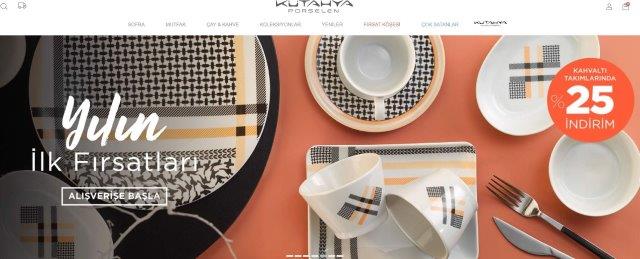 KÜTAHYA
PORSELEN
SOFRA MUTFAK ÇAY & KAHVE KOLEKSİYONLAR YENİLER FIRSAT KÖŞESİ ÇOK SATANLAR
Yılın
İlk Fırsatları
ALIŞVERİŞE BAŞLA
KAHVALTI
TAKIMLARINDA
%25
İNDİRİM